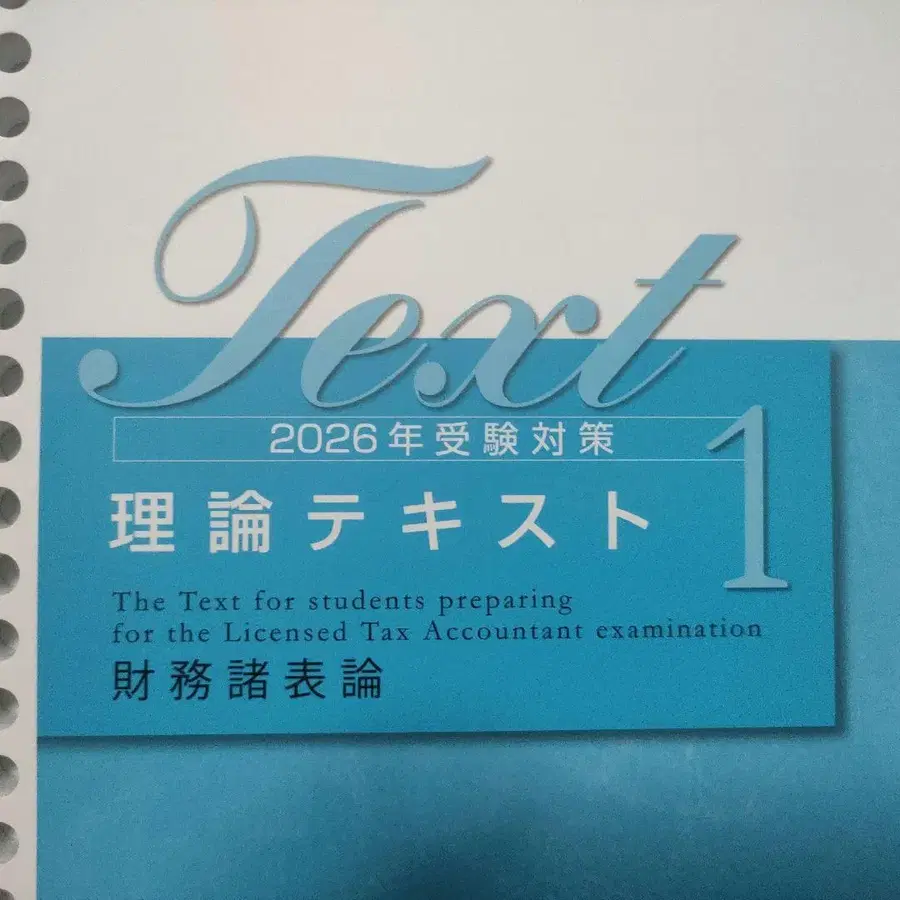 Text
2026年受験対策
1
理論テキスト
The Text for students preparing
for the Licensed Tax Accountant examination
財務諸表論